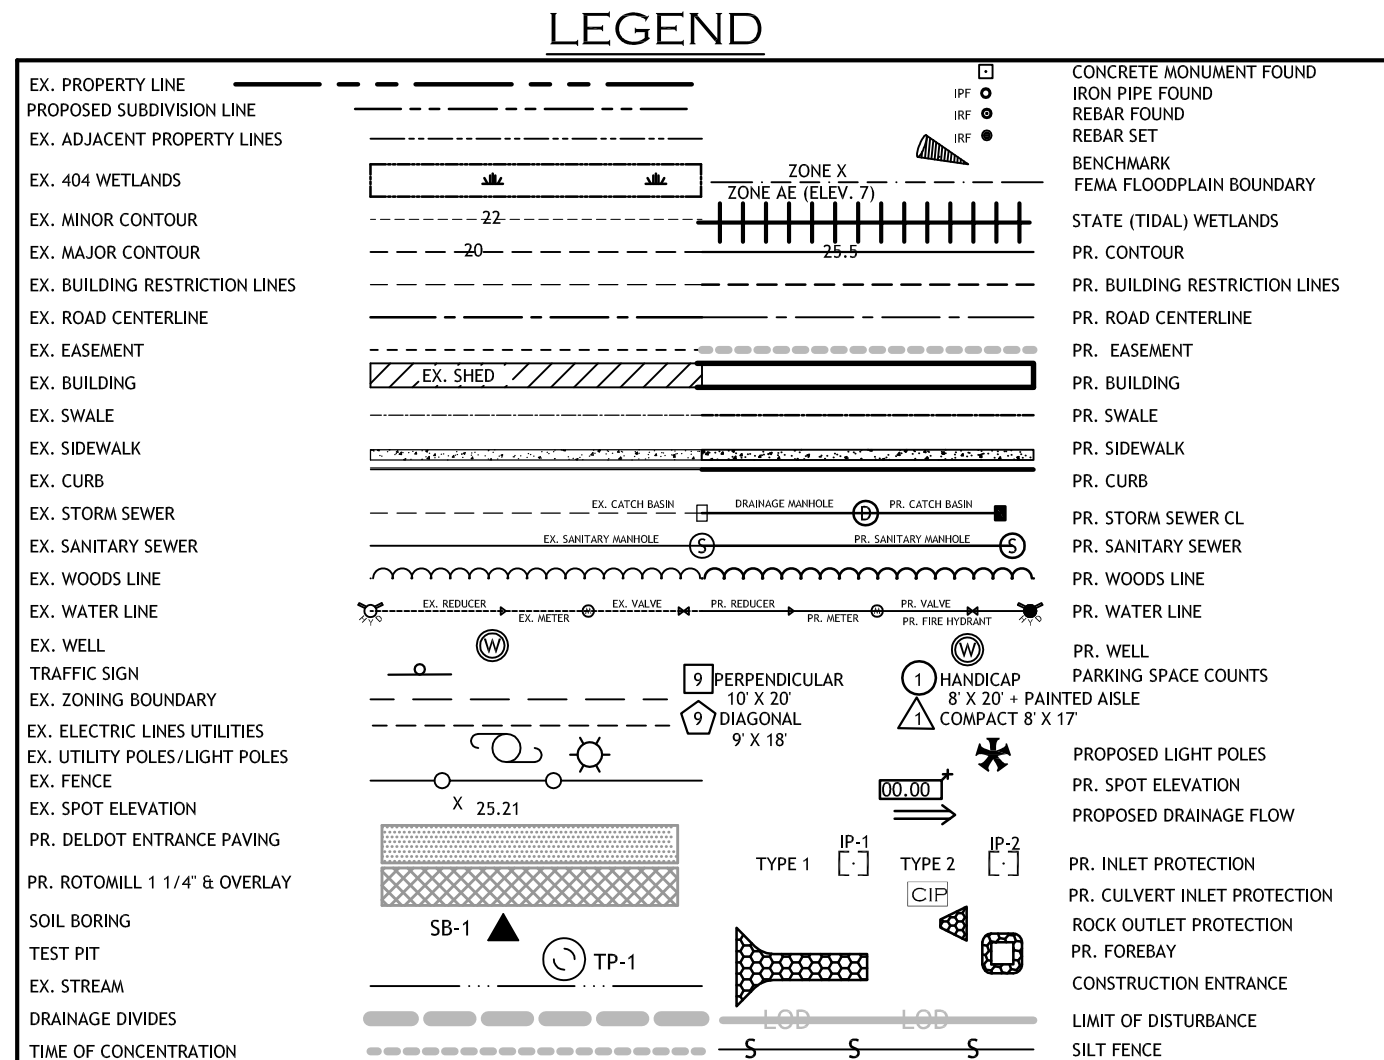 LEGEND
EX. PROPERTY LINE
CONCRETE MONUMENT FOUND
IPF
IRON PIPE FOUND
PROPOSED SUBDIVISION LINE
IRF
REBAR FOUND
EX. ADJACENT PROPERTY LINES
IRF
REBAR SET
BENCHMARK
EX. 404 WETLANDS
ZONE X
FEMA FLOODPLAIN BOUNDARY
ZONE AE (ELEV. 7)
EX. MINOR CONTOUR
22
STATE (TIDAL) WETLANDS
EX. MAJOR CONTOUR
20
25.5
PR. CONTOUR
EX. BUILDING RESTRICTION LINES
PR. BUILDING RESTRICTION LINES
EX. ROAD CENTERLINE
PR. ROAD CENTERLINE
EX. EASEMENT
PR. EASEMENT
EX. BUILDING
EX. SHED
PR. BUILDING
EX. SWALE
PR. SWALE
EX. SIDEWALK
PR. SIDEWALK
EX. CURB
PR. CURB
EX. STORM SEWER
EX. CATCH BASIN
DRAINAGE MANHOLE
D
PR. CATCH BASIN
PR. STORM SEWER CL
EX. SANITARY SEWER
EX. SANITARY MANHOLE
S
PR. SANITARY MANHOLE
S
PR. SANITARY SEWER
EX. WOODS LINE
PR. WOODS LINE
EX. WATER LINE
HYD
EX. REDUCER
EX. METER
M
EX. VALVE
PR. REDUCER
PR. METER
M
PR. VALVE
PR. FIRE HYDRANT
HYD
PR. WATER LINE
EX. WELL
W
W
PR. WELL
TRAFFIC SIGN
9 PERPENDICULAR
10' X 20'
1 HANDICAP
8' X 20' + PAINTED AISLE
PARKING SPACE COUNTS
EX. ZONING BOUNDARY
9 DIAGONAL
9' X 18'
1 COMPACT 8' X 17'
EX. ELECTRIC LINES UTILITIES
EX. UTILITY POLES/LIGHT POLES
PROPOSED LIGHT POLES
EX. FENCE
00.00
PR. SPOT ELEVATION
EX. SPOT ELEVATION
X 25.21
PROPOSED DRAINAGE FLOW
PR. DELDOT ENTRANCE PAVING
TYPE 1
IP-1
TYPE 2
IP-2
PR. INLET PROTECTION
PR. ROTOMILL 1 1/4" & OVERLAY
CIP
PR. CULVERT INLET PROTECTION
SOIL BORING
SB-1
ROCK OUTLET PROTECTION
TEST PIT
TP-1
PR. FOREBAY
EX. STREAM
CONSTRUCTION ENTRANCE
DRAINAGE DIVIDES
LOD
LOD
LIMIT OF DISTURBANCE
TIME OF CONCENTRATION
S
S
S
SILT FENCE